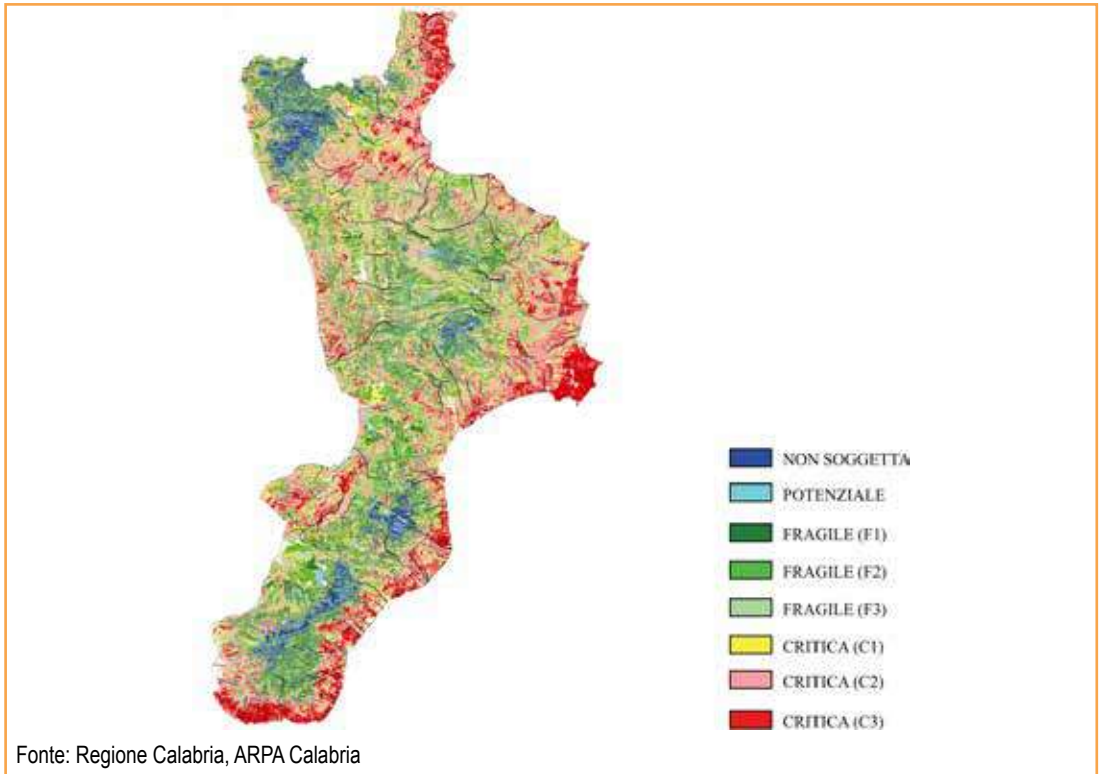 NON SOGGETTA
POTENZIALE
FRAGILE (F1)
FRAGILE (F2)
FRAGILE (F3)
CRITICA (C1)
CRITICA (C2)
CRITICA (C3)
Fonte: Regione Calabria, ARPA Calabria